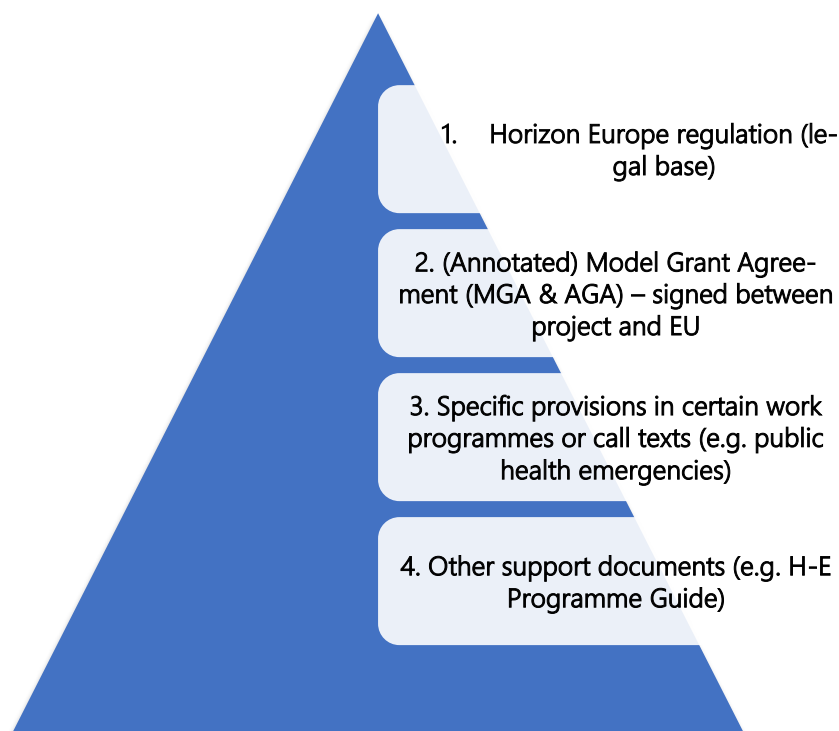 1. Horizon Europe regulation (le-
gal base)
2. (Annotated) Model Grant Agree-
ment (MGA & AGA) – signed between
project and EU
3. Specific provisions in certain work
programmes or call texts (e.g. public
health emergencies)
4. Other support documents (e.g. H-E
Programme Guide)